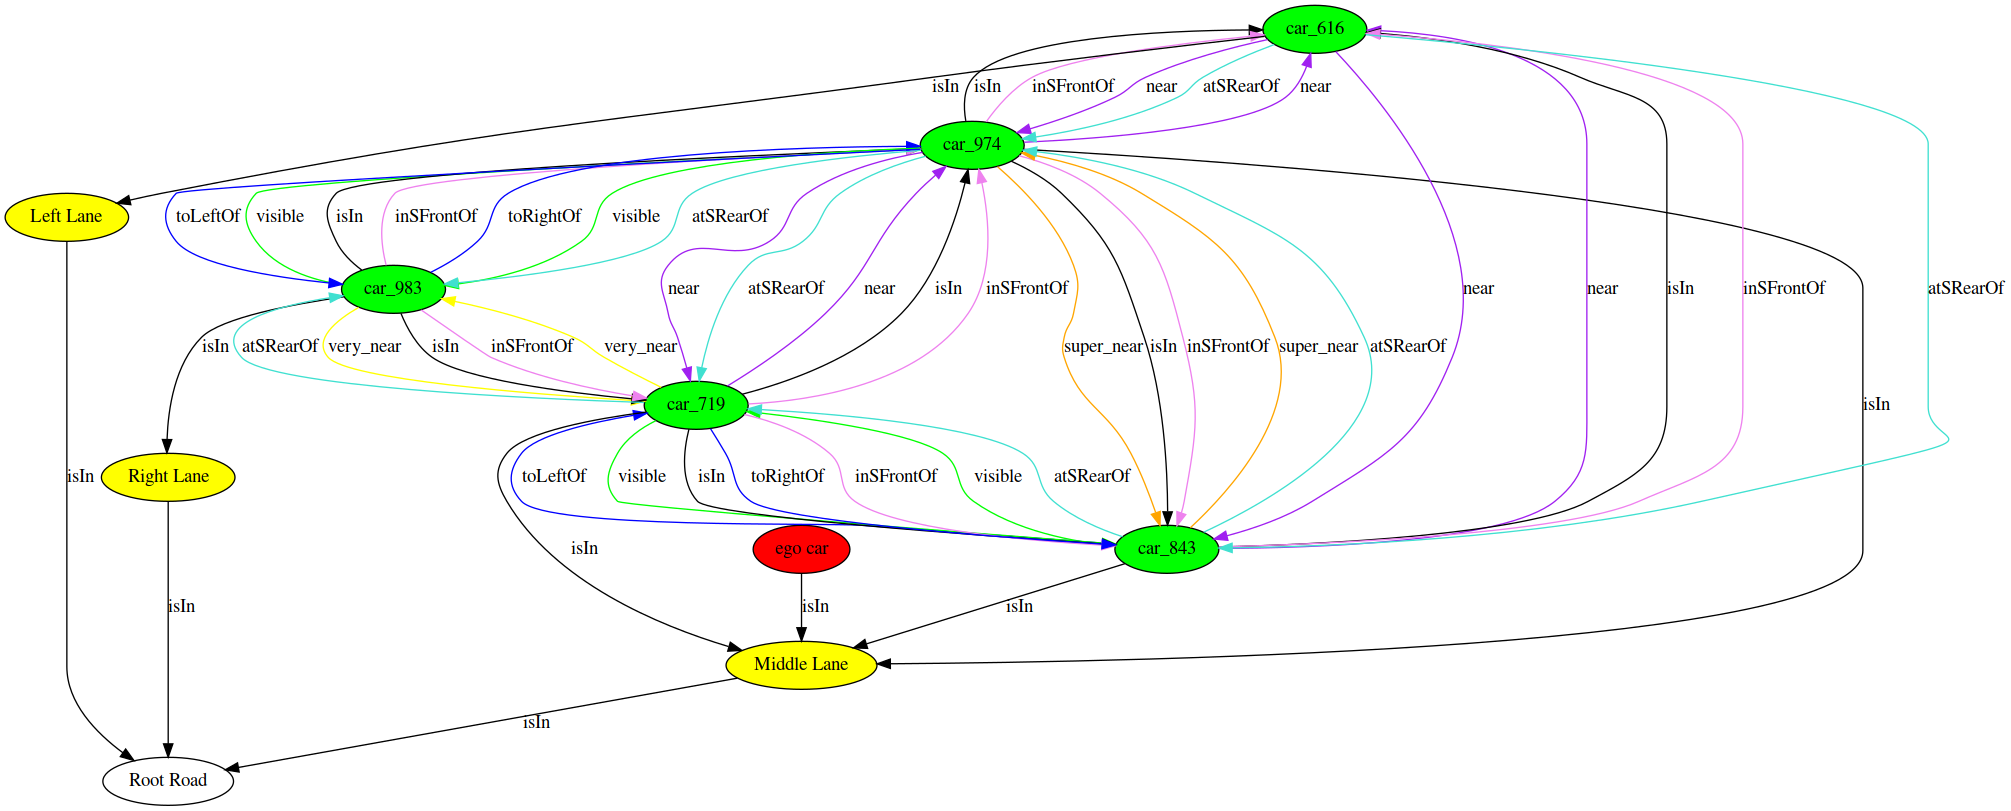 car_616
isIn
isIn
inSFrontOf
near
atSRearOf
near
car_974
Left Lane
toLeftOf
visible
isIn
inSFrontOf
toRightOf
visible
atSRearOf
car_983
near
atSRearOf
near
isIn
inSFrontOf
near
near
isIn
inSFrontOf
atSRearOf
isIn
atSRearOf
very_near
isIn
inSFrontOf
very_near
super_near
isIn
inSFrontOf
super_near
atSRearOf
car_719
isIn
isIn
Right Lane
toLeftOf
visible
isIn
toRightOf
inSFrontOf
visible
atSRearOf
isIn
ego car
car_843
isIn
isIn
isIn
Middle Lane
isIn
Root Road